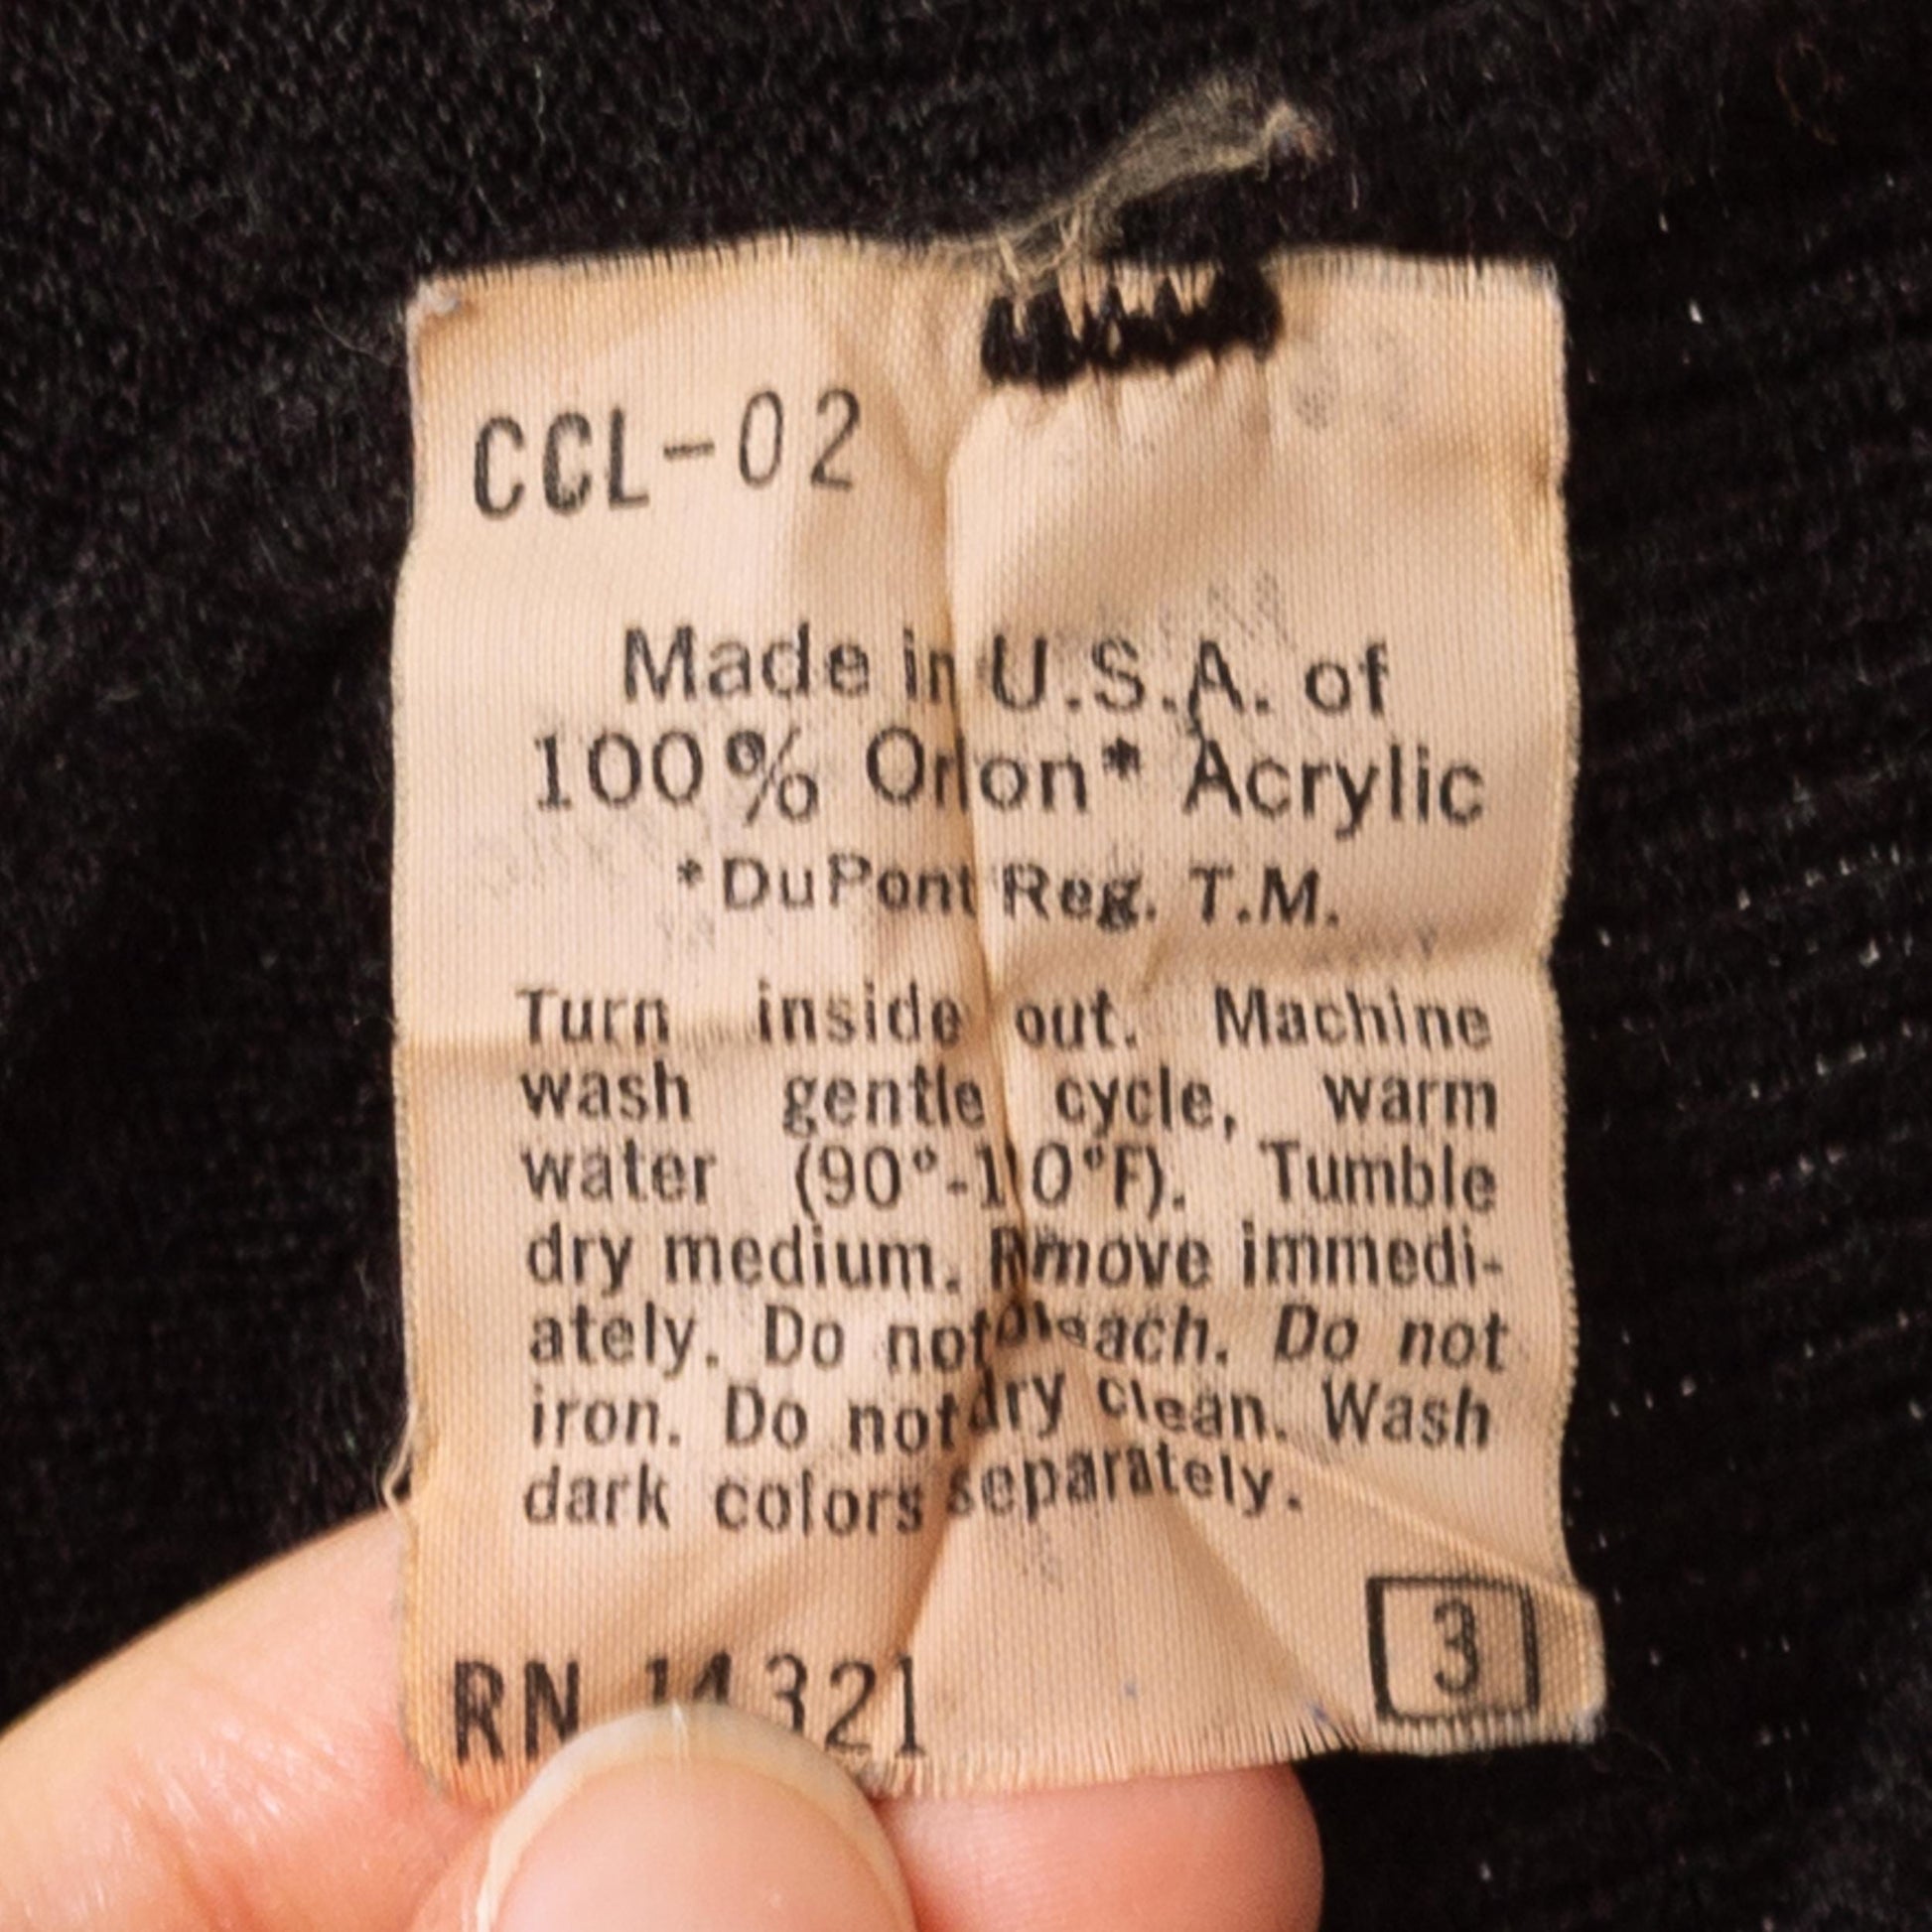 CCL-02
Made in U.S.A. of
100% Orlon* Acrylic
*DuPont Reg. T.M.
Turn inside out. Machine
wash gentle cycle, warm
water Tumble
dry medium. Remove immedi-
ately. Do not bleach. Do not
iron. Do not dry clean. Wash
dark colors separately.
RN 14321
3